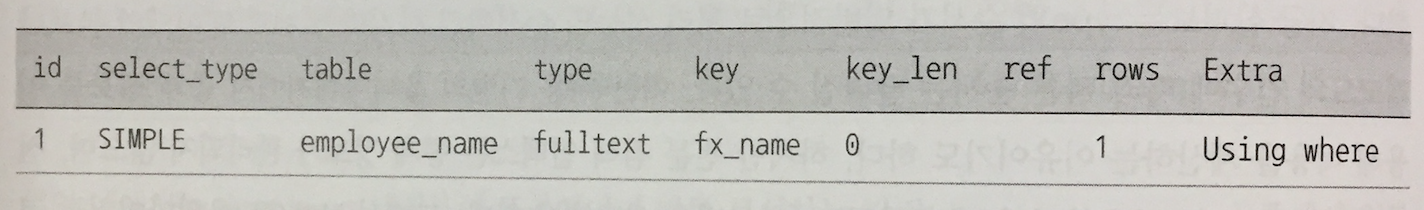 id select_type table type key key_len ref rows Extra
1 SIMPLE employee_name fulltext fx_name 0 1 Using where